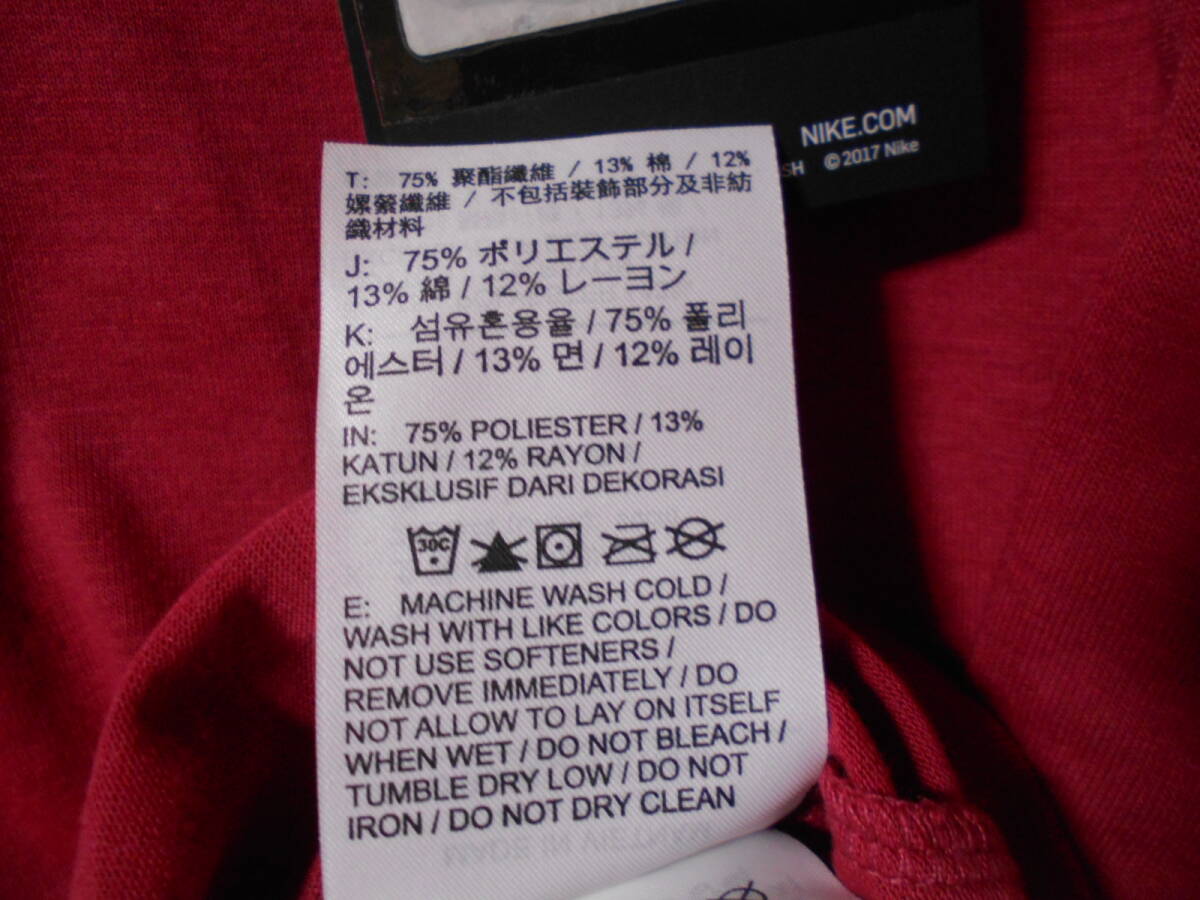 NIKE.COM
SH ©2017 Nike
T: 75% 聚酯纖維 / 13% 棉 / 12%
嫘縈纖維 / 不包括裝飾部分及非紡
織材料
J: 75% ポリエステル /
13% 綿 / 12% レーヨン
K: 섬유혼용율 / 75% 폴리
에스터 / 13% 면 / 12% 레이
온
IN: 75% POLIESTER / 13%
KATUN / 12% RAYON /
EKSKLUSIF DARI DEKORASI
30C
E: MACHINE WASH COLD /
WASH WITH LIKE COLORS / DO
NOT USE SOFTENERS /
REMOVE IMMEDIATELY / DO
NOT ALLOW TO LAY ON ITSELF
WHEN WET / DO NOT BLEACH /
TUMBLE DRY LOW / DO NOT
IRON / DO NOT DRY CLEAN